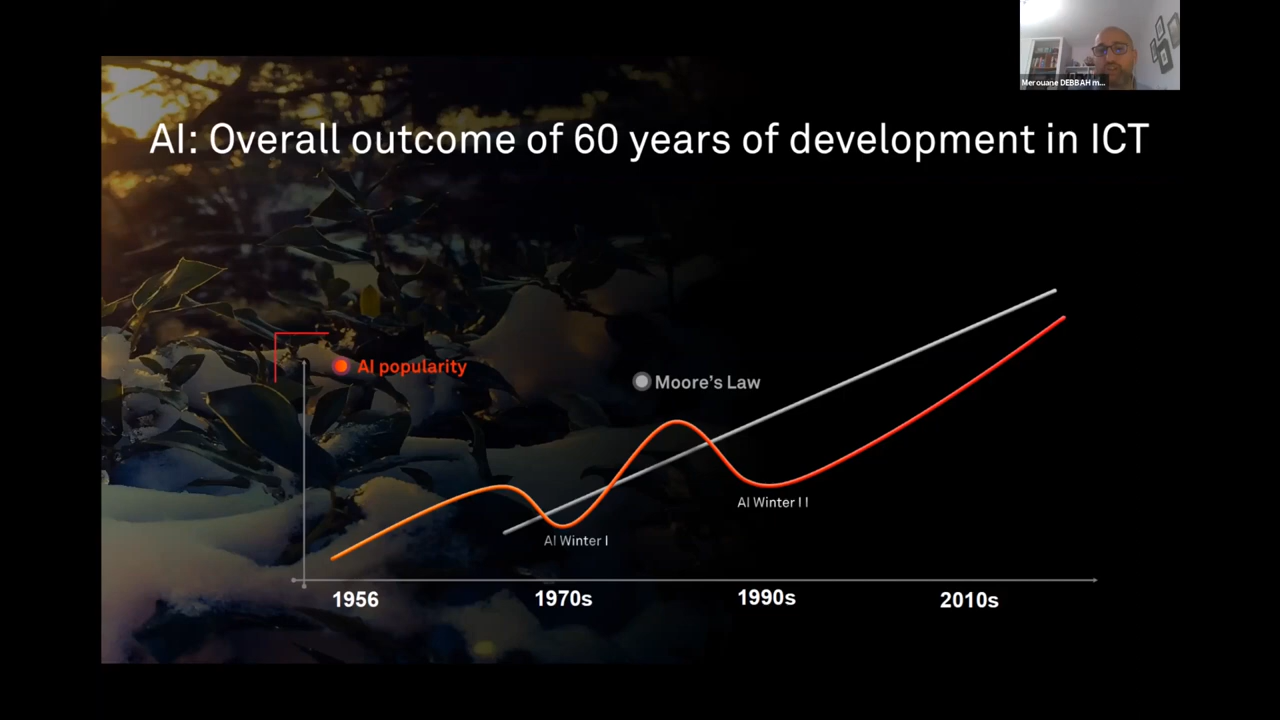 Merouane DEBBAH m...
AI: Overall outcome of 60 years of development in ICT
AI popularity
Moore's Law
AI Winter I I
AI Winter I
1956
1970s
1990s
2010s